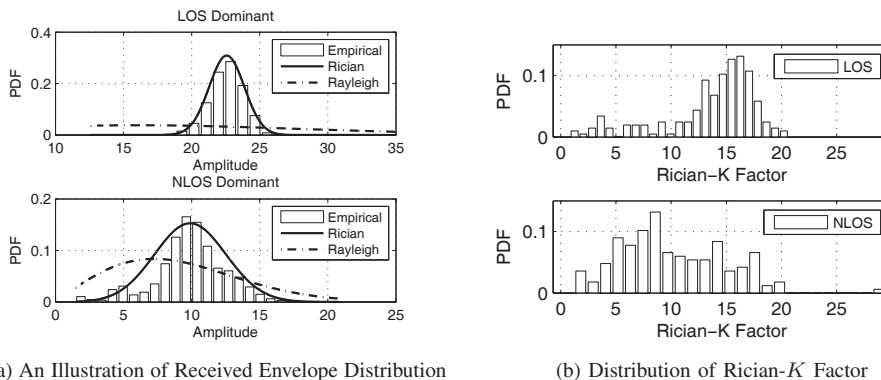 LOS Dominant
0.4
0.2
0
PDF
Empirical
Rician
Rayleigh
10 15 20 25 30 35
Amplitude
NLOS Dominant
0.2
0.1
0
PDF
Empirical
Rician
Rayleigh
0 5 10 15 20 25
Amplitude
a) An Illustration of Received Envelope Distribution
0.1
0
PDF
LOS
0 5 10 15 20 25
Rician-K Factor
0.1
0
PDF
NLOS
0 5 10 15 20 25
Rician-K Factor
(b) Distribution of Rician-K Factor